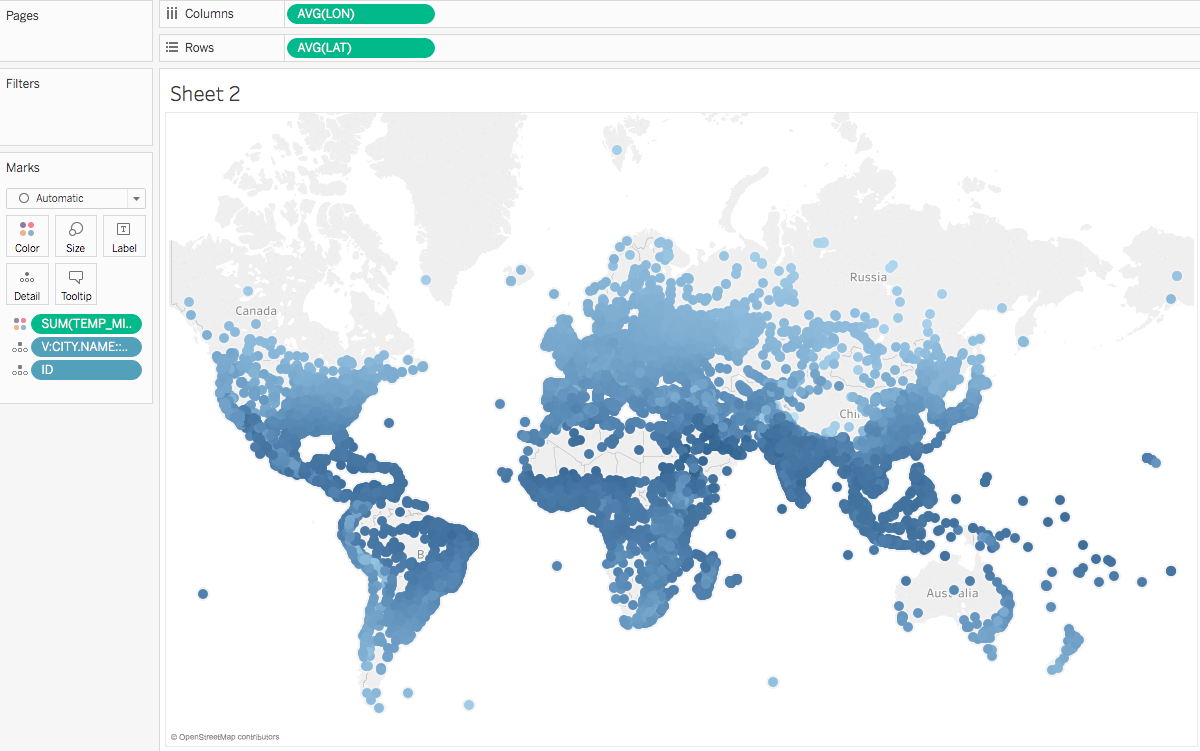 Pages
Columns
AVG(LON)
Rows
AVG(LAT)
Filters
Sheet 2
Marks
Automatic
Color
Size
Label
Detail
Tooltip
SUM(TEMP_MI..
V:CITY.NAME::...
ID
Canada
Russia
Chi
B
Australia
© OpenStreetMap contributors